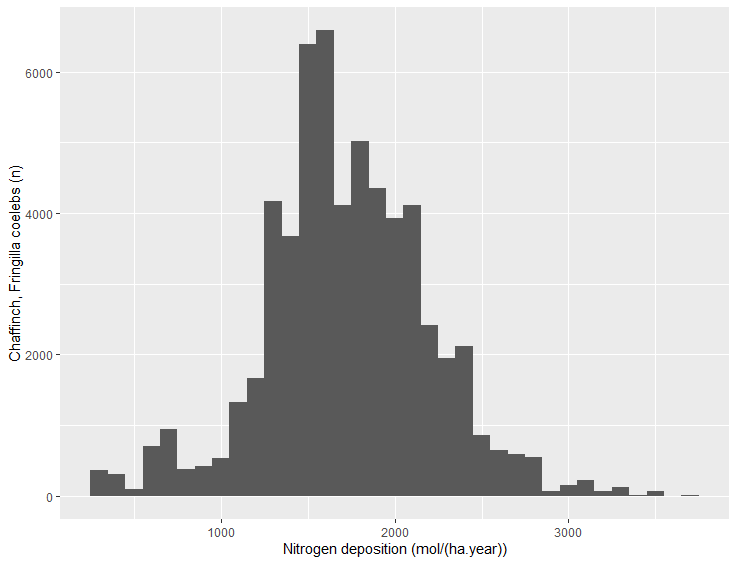 Chaffinch, Fringilla coelebs (n)
6000
4000
2000
0
1000 2000 3000
Nitrogen deposition (mol/(ha.year))